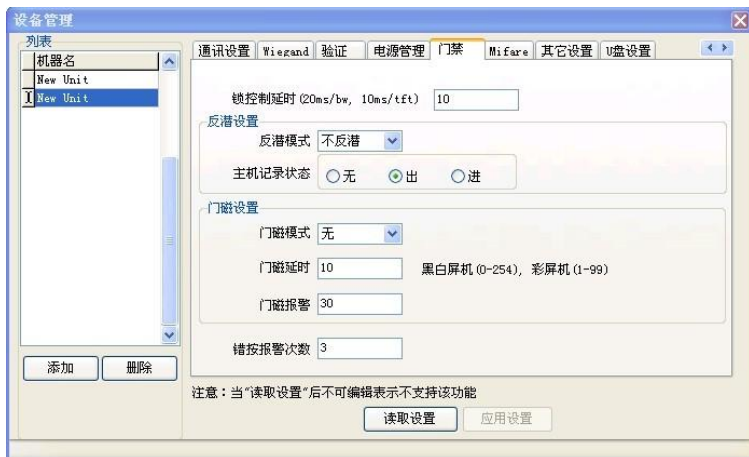 设备管理
列表
机器名
New Unit
New Unit
添加 删除
通讯设置 Wiegand 验证 电源管理 门禁 Mifare 其它设置 U盘设置
锁控制延时(20ms/bw, 10ms/tft) 10
反潜设置
反潜模式 不反潜
主机记录状态 无 出 进
门磁设置
门磁模式 无
门磁延时 10 黑白屏机(0-254), 彩屏机(1-99)
门磁报警 30
错按报警次数 3
注意：当"读取设置"后不可编辑表示不支持该功能
读取设置 应用设置